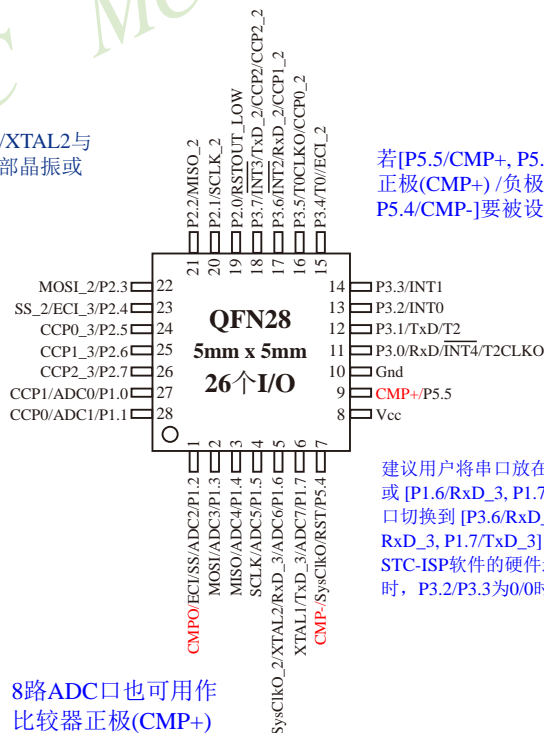 /XTAL2与
部晶振或
P2.2/MISO_2
P2.1/SCLK_2
P2.0/RSTOUT_LOW
P3.7/INT3/TxD_2/CCP2/CCP2_2
P3.6/INT2/RxD_2/CCP1_2
P3.5/T0CLKO/CCP0_2
P3.4/T0//ECI_2
若[P5.5/CMP+, P5.
正极(CMP+) /负极
P5.4/CMP-]要被设
21
20
19
18
17
16
15
MOSI_2/P2.3 22
SS_2/ECI_3/P2.4 23
CCP0_3/P2.5 24
CCP1_3/P2.6 25
CCP2_3/P2.7 26
CCP1/ADC0/P1.0 27
CCP0/ADC1/P1.1 28
QFN28
5mm x 5mm
26个I/O
14 P3.3/INT1
13 P3.2/INT0
12 P3.1/TxD/T2
11 P3.0/RxD/INT4/T2CLKO
10 Gnd
9 CMP+/P5.5
8 Vcc
1
2
3
4
5
6
7
CMPO/ECI/SS/ADC2/P1.2
MOSI/ADC3/P1.3
MISO/ADC4/P1.4
SCLK/ADC5/P1.5
SysClkO_2/XTAL2/RxD_3/ADC6/P1.6
XTAL1/TxD_3/ADC7/P1.7
CMP-/SysClkO/RST/P5.4
建议用户将串口放在
或 [P1.6/RxD_3, P1.7
口切换到 [P3.6/RxD_
RxD_3, P1.7/TxD_3]
STC-ISP软件的硬件
时，P3.2/P3.3为0/0时
8路ADC口也可用作
比较器正极(CMP+)